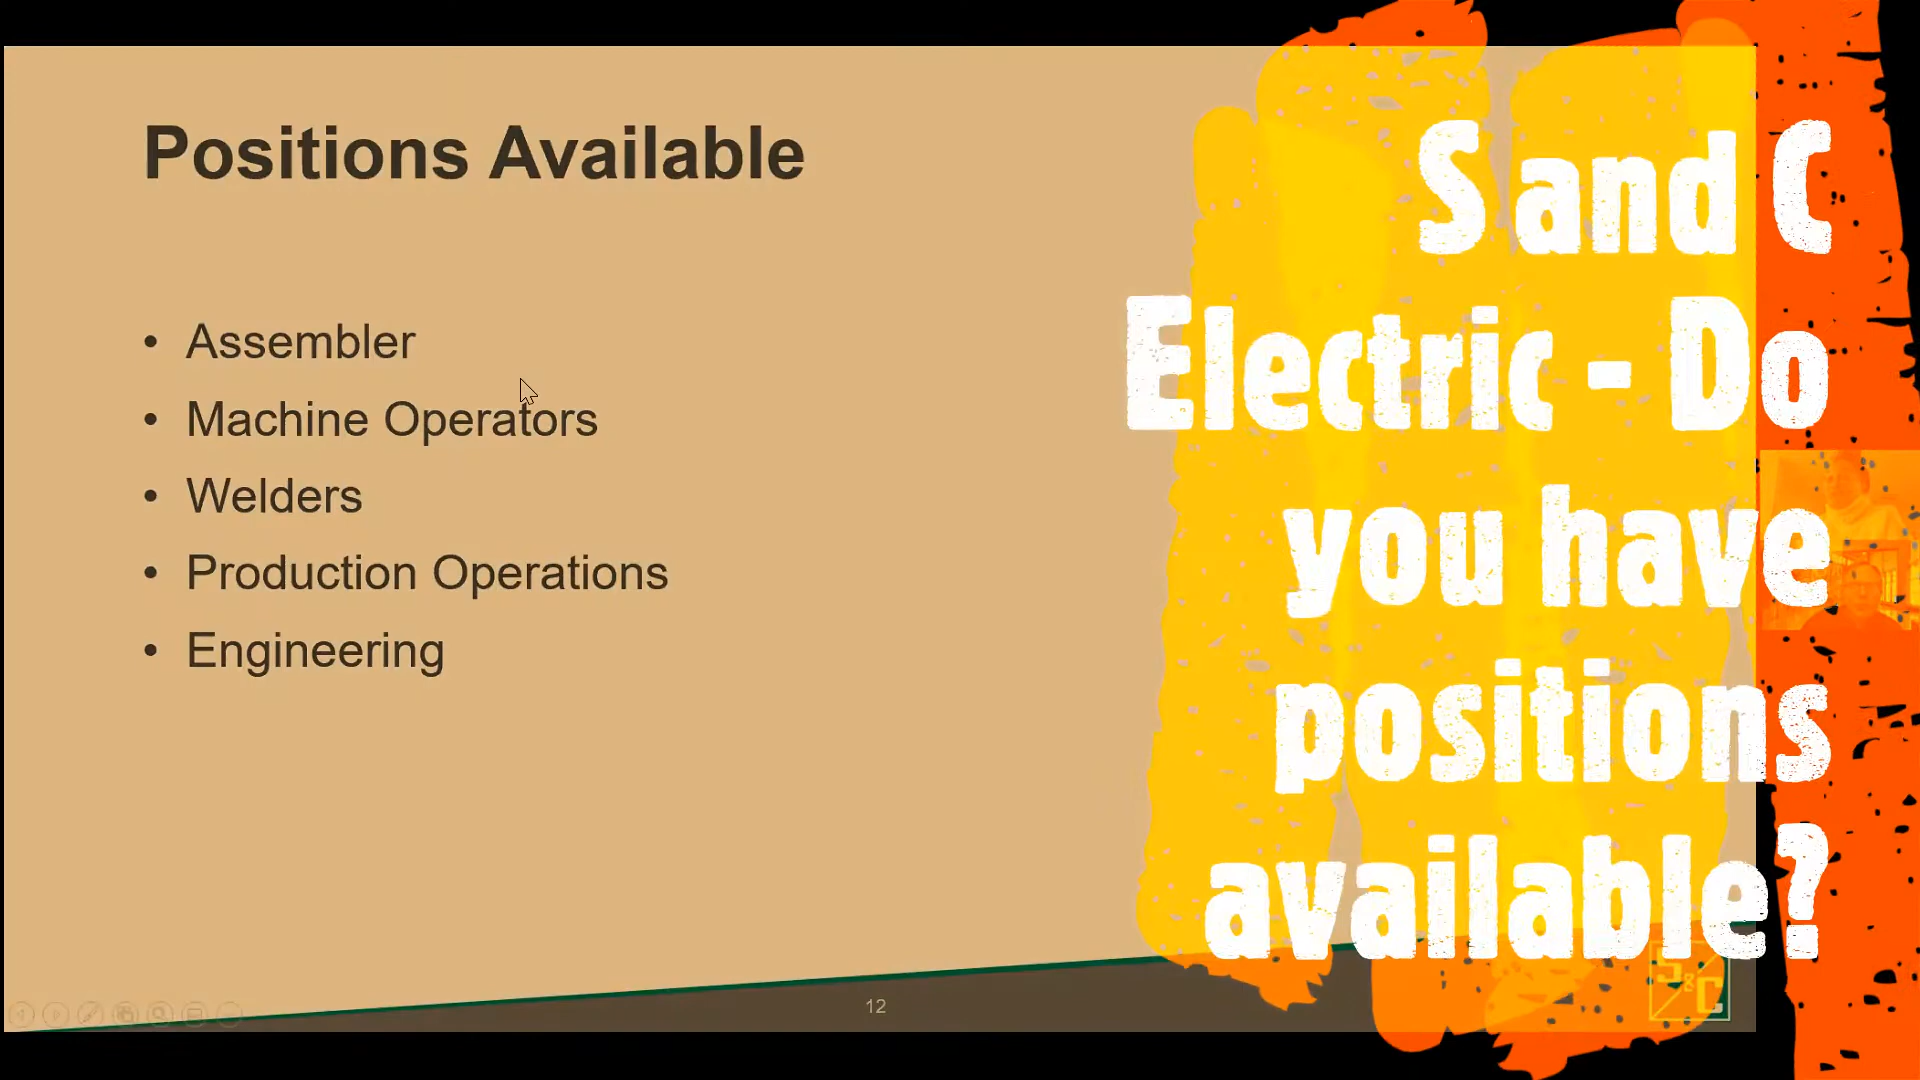 Positions Available
• Assembler
• Machine Operators
• Welders
• Production Operations
• Engineering
S and C
Electric - Do
you have
positions
available?
12
S&C